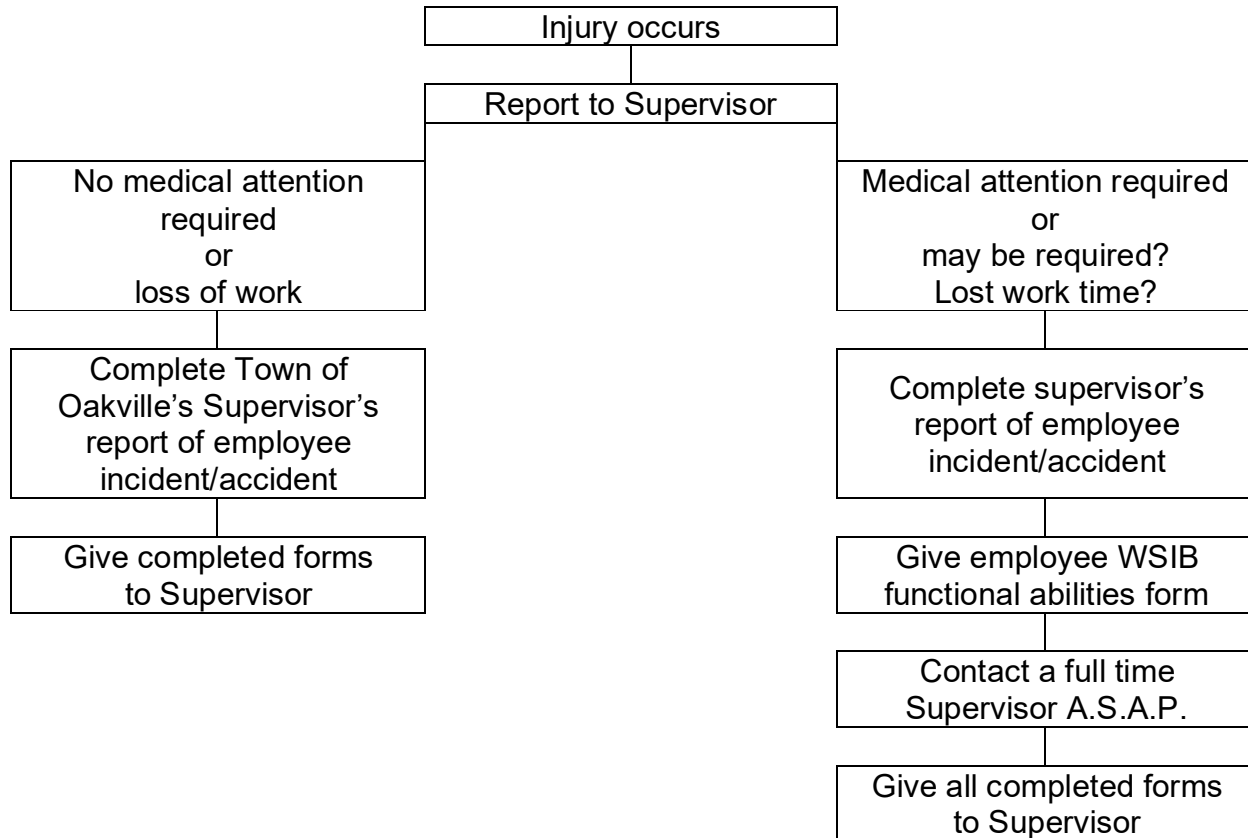 Injury occurs
Report to Supervisor
No medical attention
required
or
loss of work
Complete Town of
Oakville’s Supervisor’s
report of employee
incident/accident
Give completed forms
to Supervisor
Medical attention required
or
may be required?
Lost work time?
Complete supervisor’s
report of employee
incident/accident
Give employee WSIB
functional abilities form
Contact a full time
Supervisor A.S.A.P.
Give all completed forms
to Supervisor